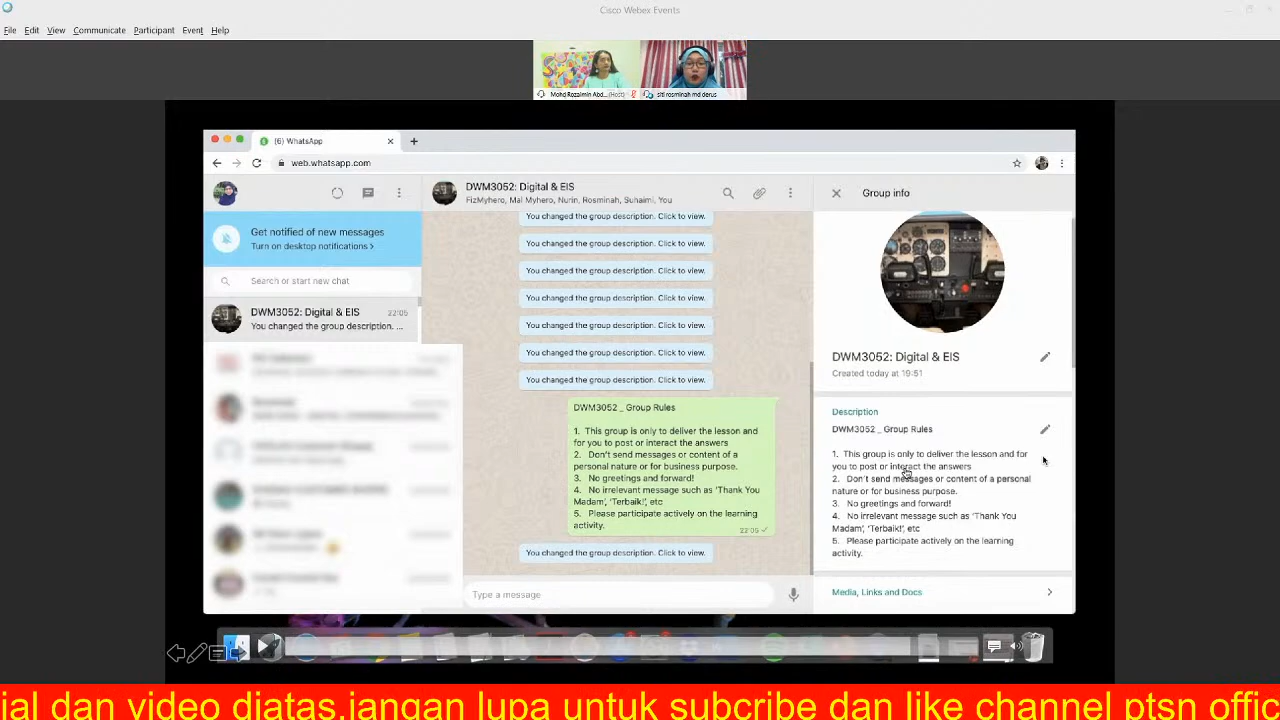 Cisco Webex Events
File Edit View Communicate Participant Event Help
Mohd Rozaimin Abd... (Host)
siti rosminah md derus
(6) WhatsApp
web.whatsapp.com
DWM3052: Digital & EIS
FizMyhero, Mal Myhero, Nurin, Rosminah, Suhaimi, You
Group info
Get notified of new messages
Turn on desktop notifications >
Search or start new chat
DWM3052: Digital & EIS 22:05
You changed the group description. ...
You changed the group description. Click to view.
You changed the group description. Click to view.
You changed the group description. Click to view.
You changed the group description. Click to view.
You changed the group description. Click to view.
You changed the group description. Click to view.
You changed the group description. Click to view.
DWM3052 _ Group Rules
1. This group is only to deliver the lesson and
for you to post or interact the answers
2. Don't send messages or content of a
personal nature or for business purpose.
3. No greetings and forward!
4. No irrelevant message such as 'Thank You
Madam', 'Terbaik!', etc
5. Please participate actively on the learning
activity.
22:05
You changed the group description. Click to view.
Type a message
DWM3052: Digital & EIS
Created today at 19:51
Description
DWM3052 _ Group Rules
1. This group is only to deliver the lesson and for
you to post or interact the answers
2. Don't send messages or content of a personal
nature or for business purpose.
3. No greetings and forward!
4. No irrelevant message such as 'Thank You
Madam', 'Terbaik!', etc
5. Please participate actively on the learning
activity.
Media, Links and Docs
ial dan video diatas,jangan lupa untuk subcribe dan like channel ptsn offic